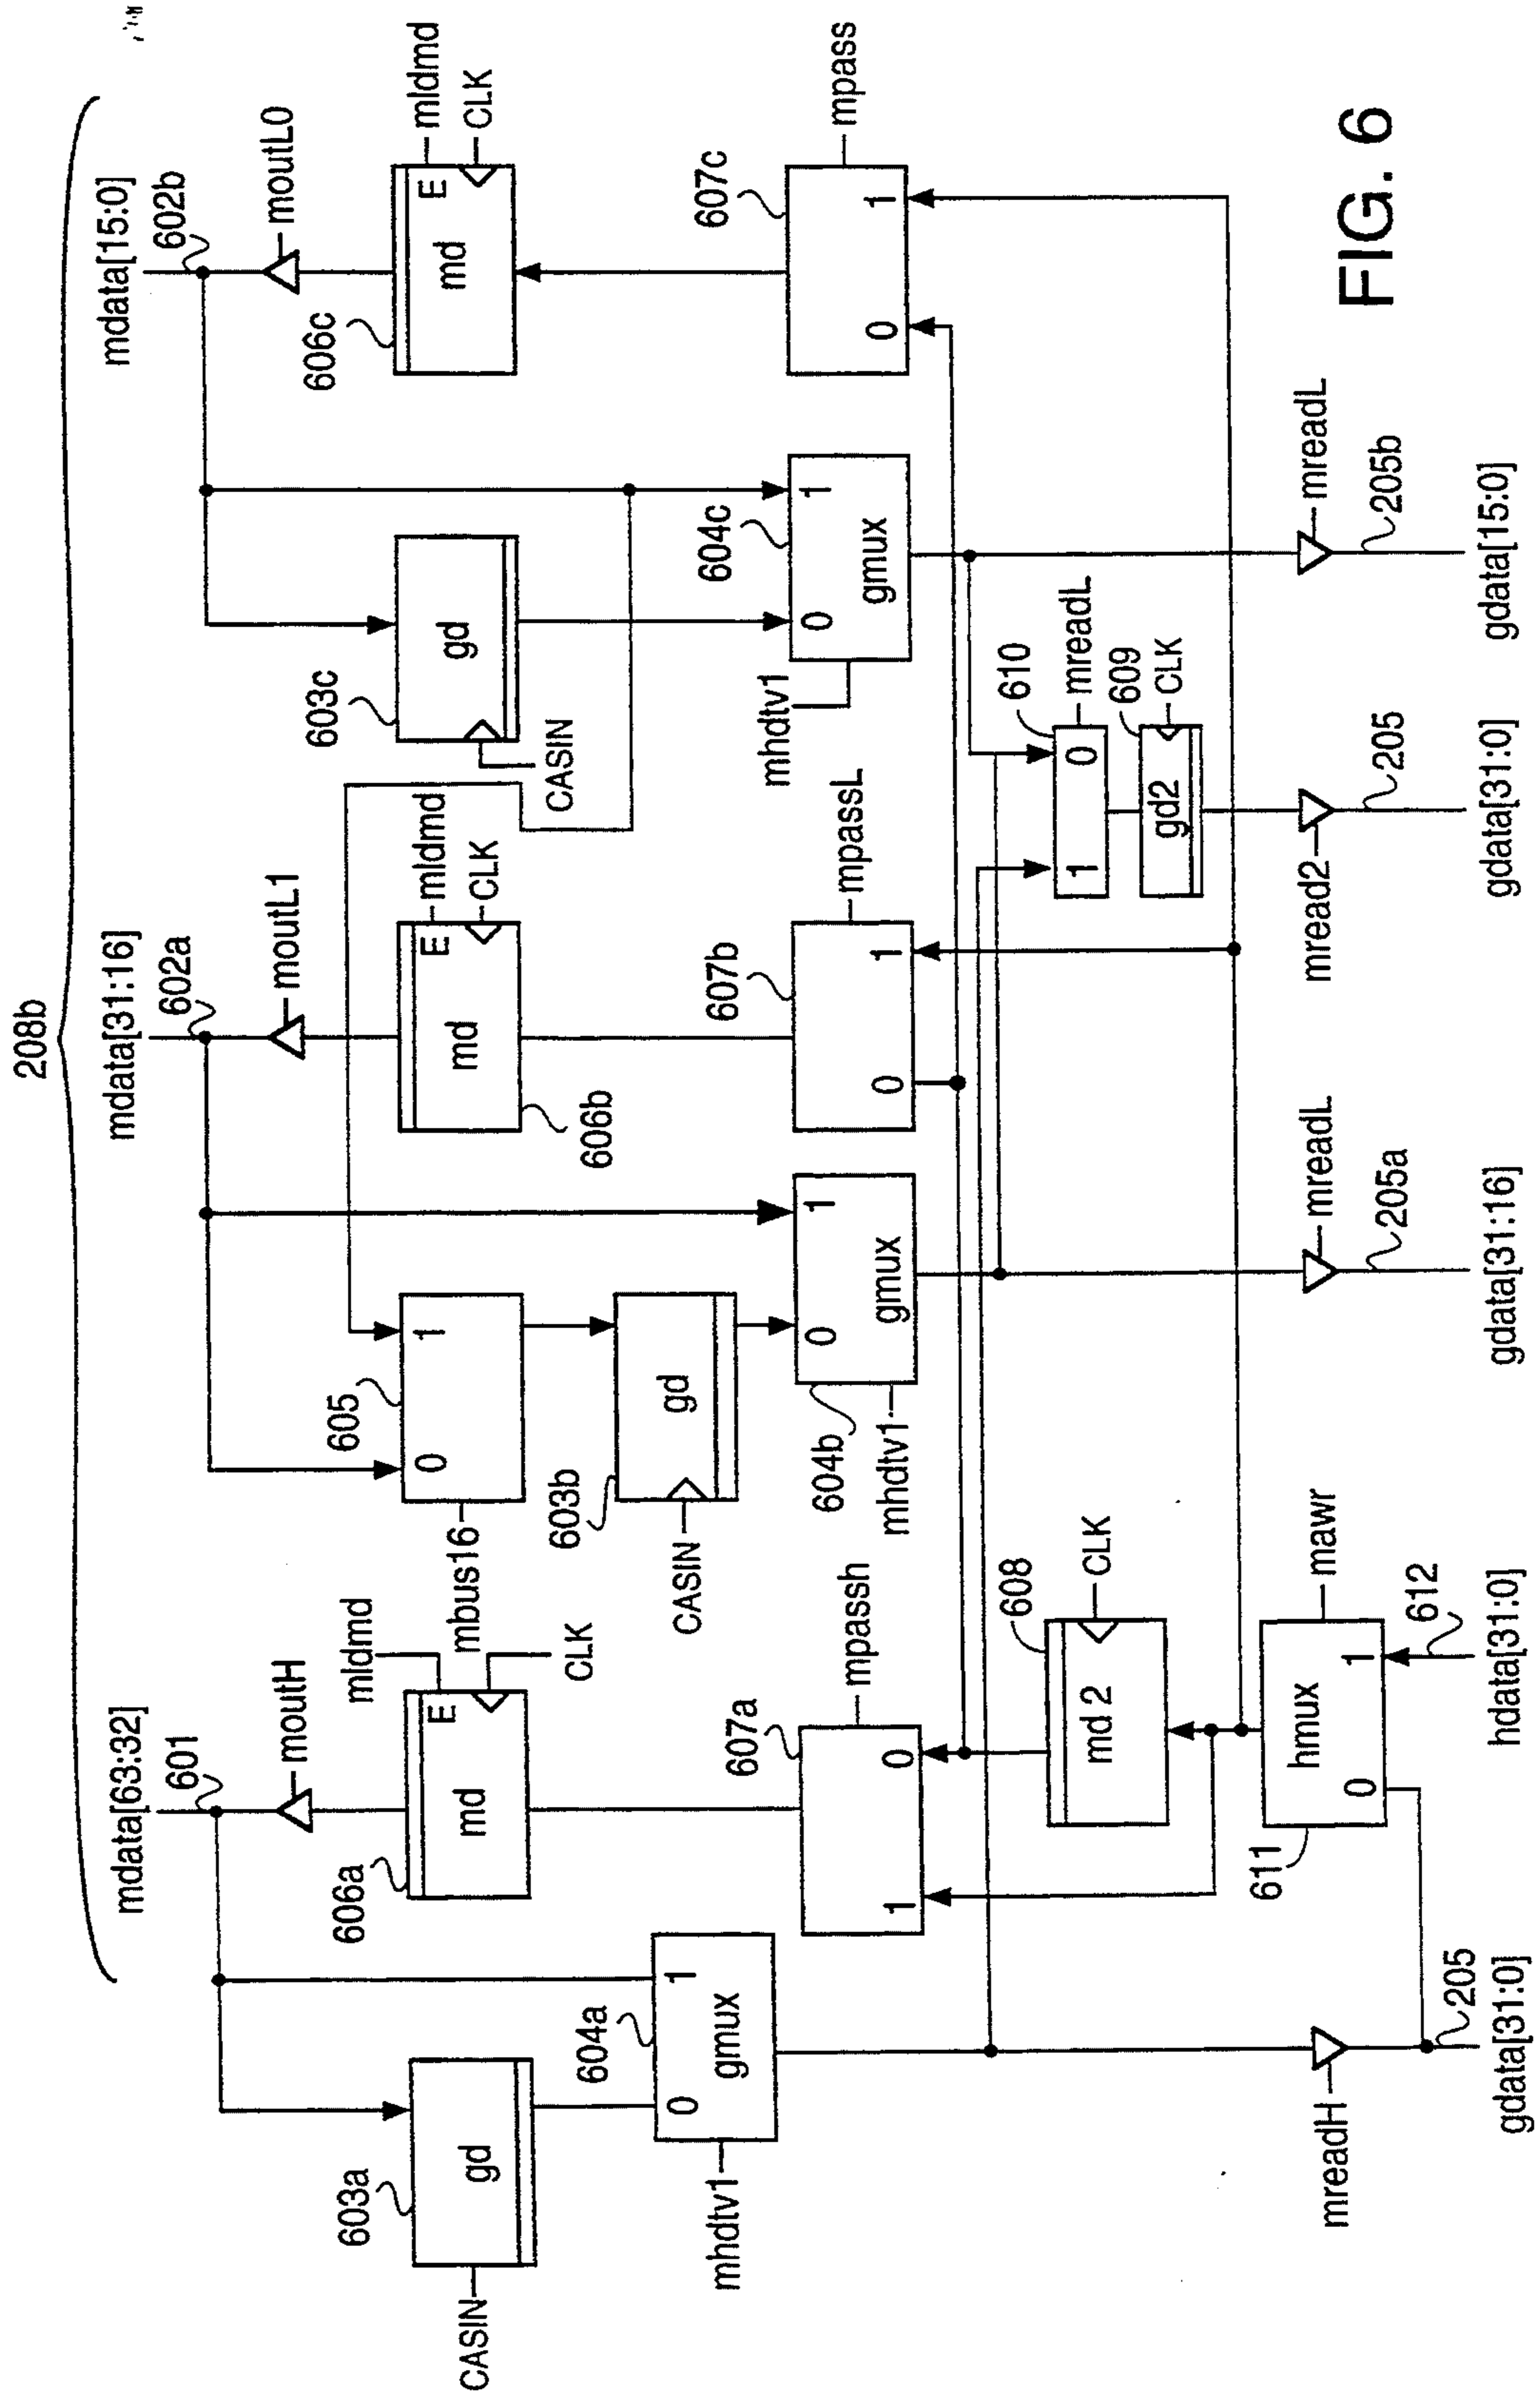 208b
mdata[63:32]
601
moutH
mldmd
E
md
CLK
606a
603a
gd
CASIN
604a
0
1
gmux
mhdtv1
607a
mpassh
1
0
608
md 2
CLK
hmux
0
1
611
mawr
612
hdata[31:0]
mreadH
205
gdata[31:0]
mdata[31:16]
602a
moutL1
mldmd
E
md
CLK
606b
605
0
1
mbus16
603b
gd
CASIN
604b
0
1
gmux
mhdtv1
607b
mpassL
0
1
mreadL
205a
gdata[31:16]
mdata[15:0]
602b
moutL0
mldmd
E
md
CLK
606c
603c
gd
CASIN
604c
0
1
gmux
mhdtv1
607c
mpass
0
1
610
1
0
mreadL
609
gd2
CLK
mread2
205
gdata[31:0]
mreadL
205b
gdata[15:0]
FIG. 6